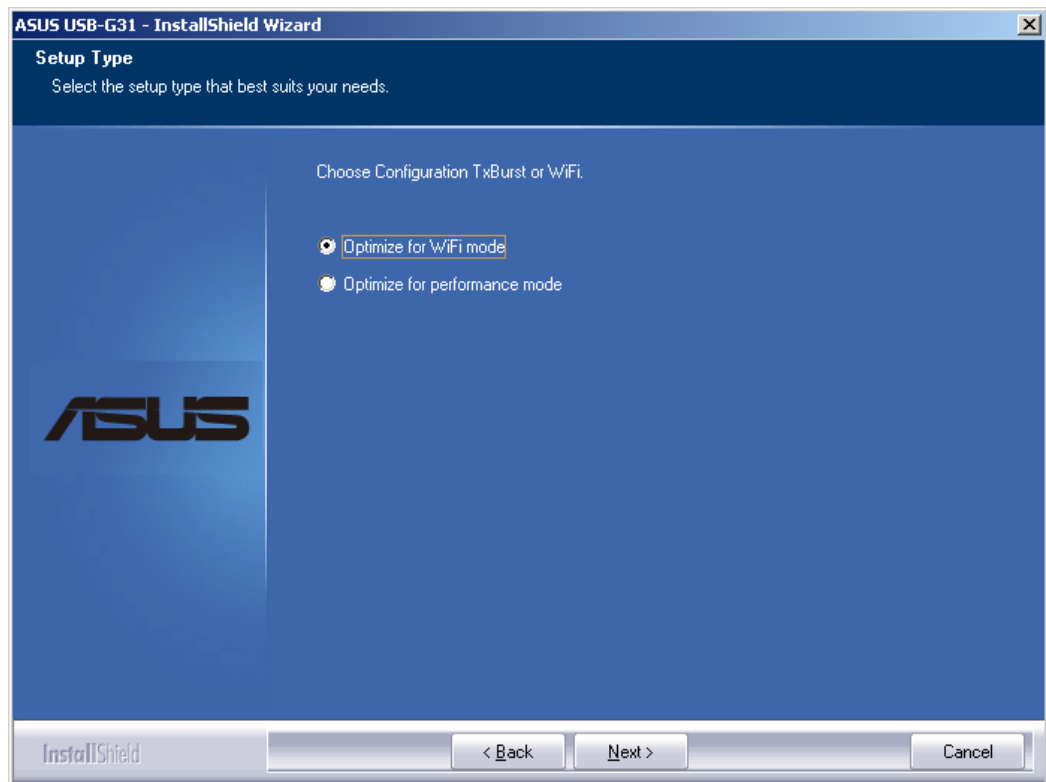 ASUS USB-G31 - InstallShield Wizard
Setup Type
Select the setup type that best suits your needs.
Choose Configuration TxBurst or WiFi.
Optimize for WiFi mode
Optimize for performance mode
ASUS
InstallShield
< Back
Next >
Cancel